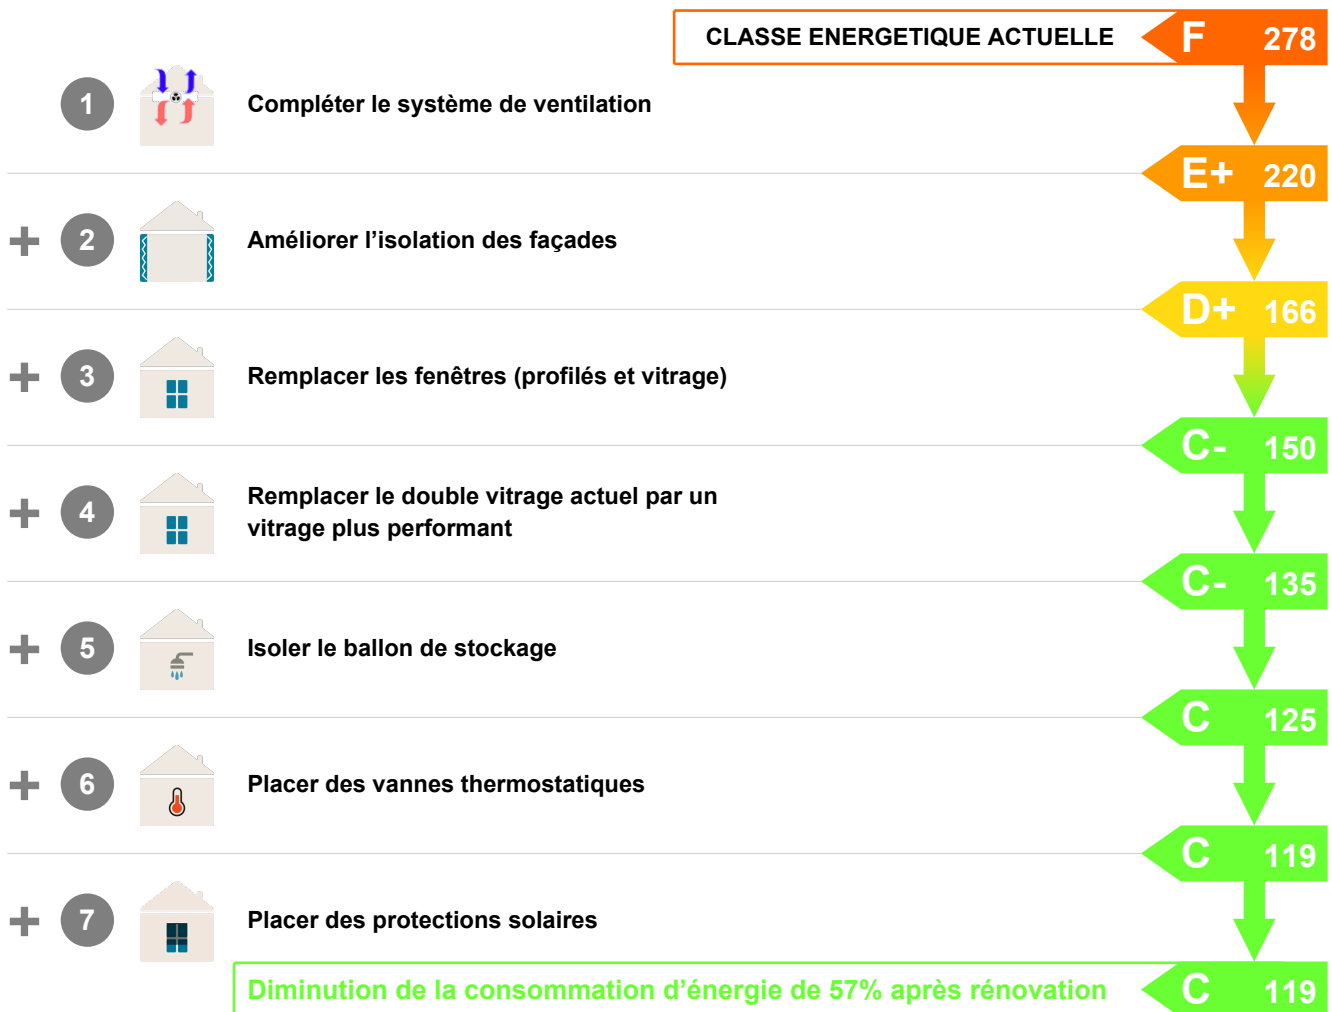 CLASSE ENERGETIQUE ACTUELLE F 278
1 Compléter le système de ventilation
E+ 220
+ 2 Améliorer l'isolation des façades
D+ 166
+ 3 Remplacer les fenêtres (profilés et vitrage)
C- 150
+ 4 Remplacer le double vitrage actuel par un
vitrage plus performant
C- 135
+ 5 Isoler le ballon de stockage
C 125
+ 6 Placer des vannes thermostatiques
C 119
+ 7 Placer des protections solaires
Diminution de la consommation d'énergie de 57% après rénovation C 119